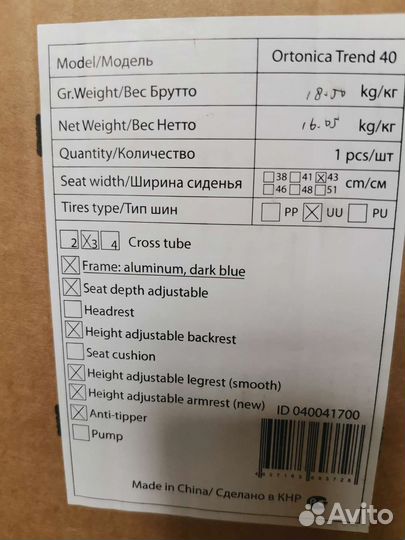 Model/Модель Ortonica Trend 40
Gr.Weight/Вес Брутто 18.50 kg/кг
Net Weight/Вес Нетто 16.05 kg/кг
Quantity/Количество 1 pcs/шт
Seat width/Ширина сиденья 38 41 43 46 48 51 cm/см
Tires type/Тип шин PP UU PU
2 3 4 Cross tube
Frame: aluminum, dark blue
Seat depth adjustable
Headrest
Height adjustable backrest
Seat cushion
Height adjustable legrest (smooth)
Height adjustable armrest (new)
Anti-tipper
ID 040041700
Pump
Made in China/ Сделано в КНР
Avito